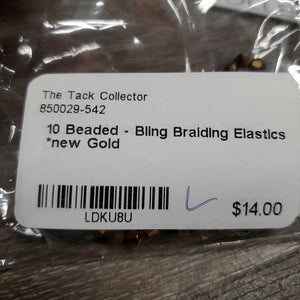 The Tack Collector
850029-542
10 Beaded - Bling Braiding Elastics
*new Gold
LDKU8U
$14.00